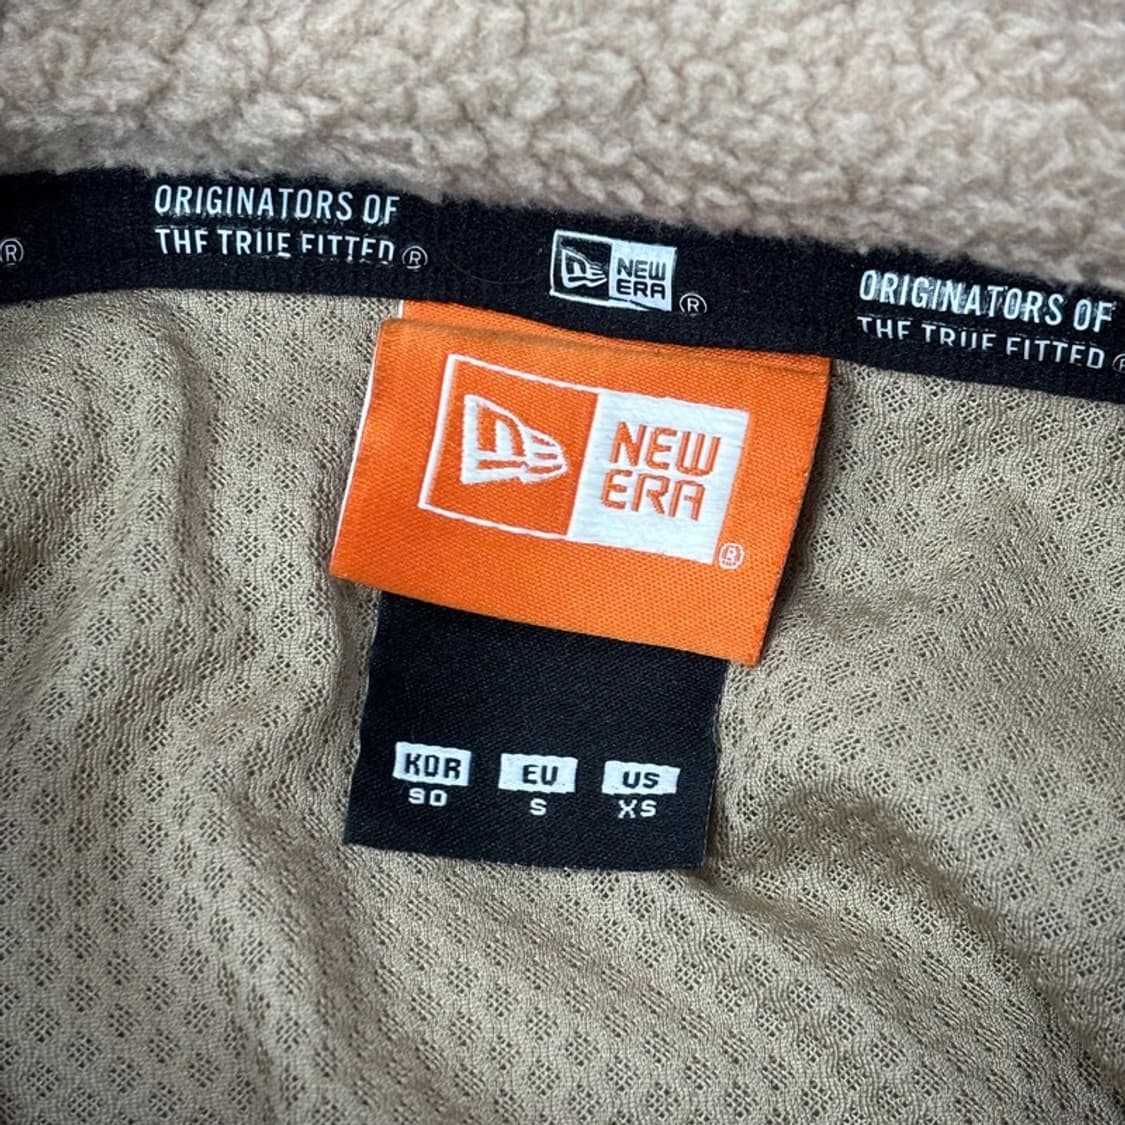 ORIGINATORS OF
THE TRUE FITTED ®
®
NEW
ERA ®
ORIGINATORS OF
THE TRUE FITTED ®
NEW
ERA
®
KOR EU US
90 S XS